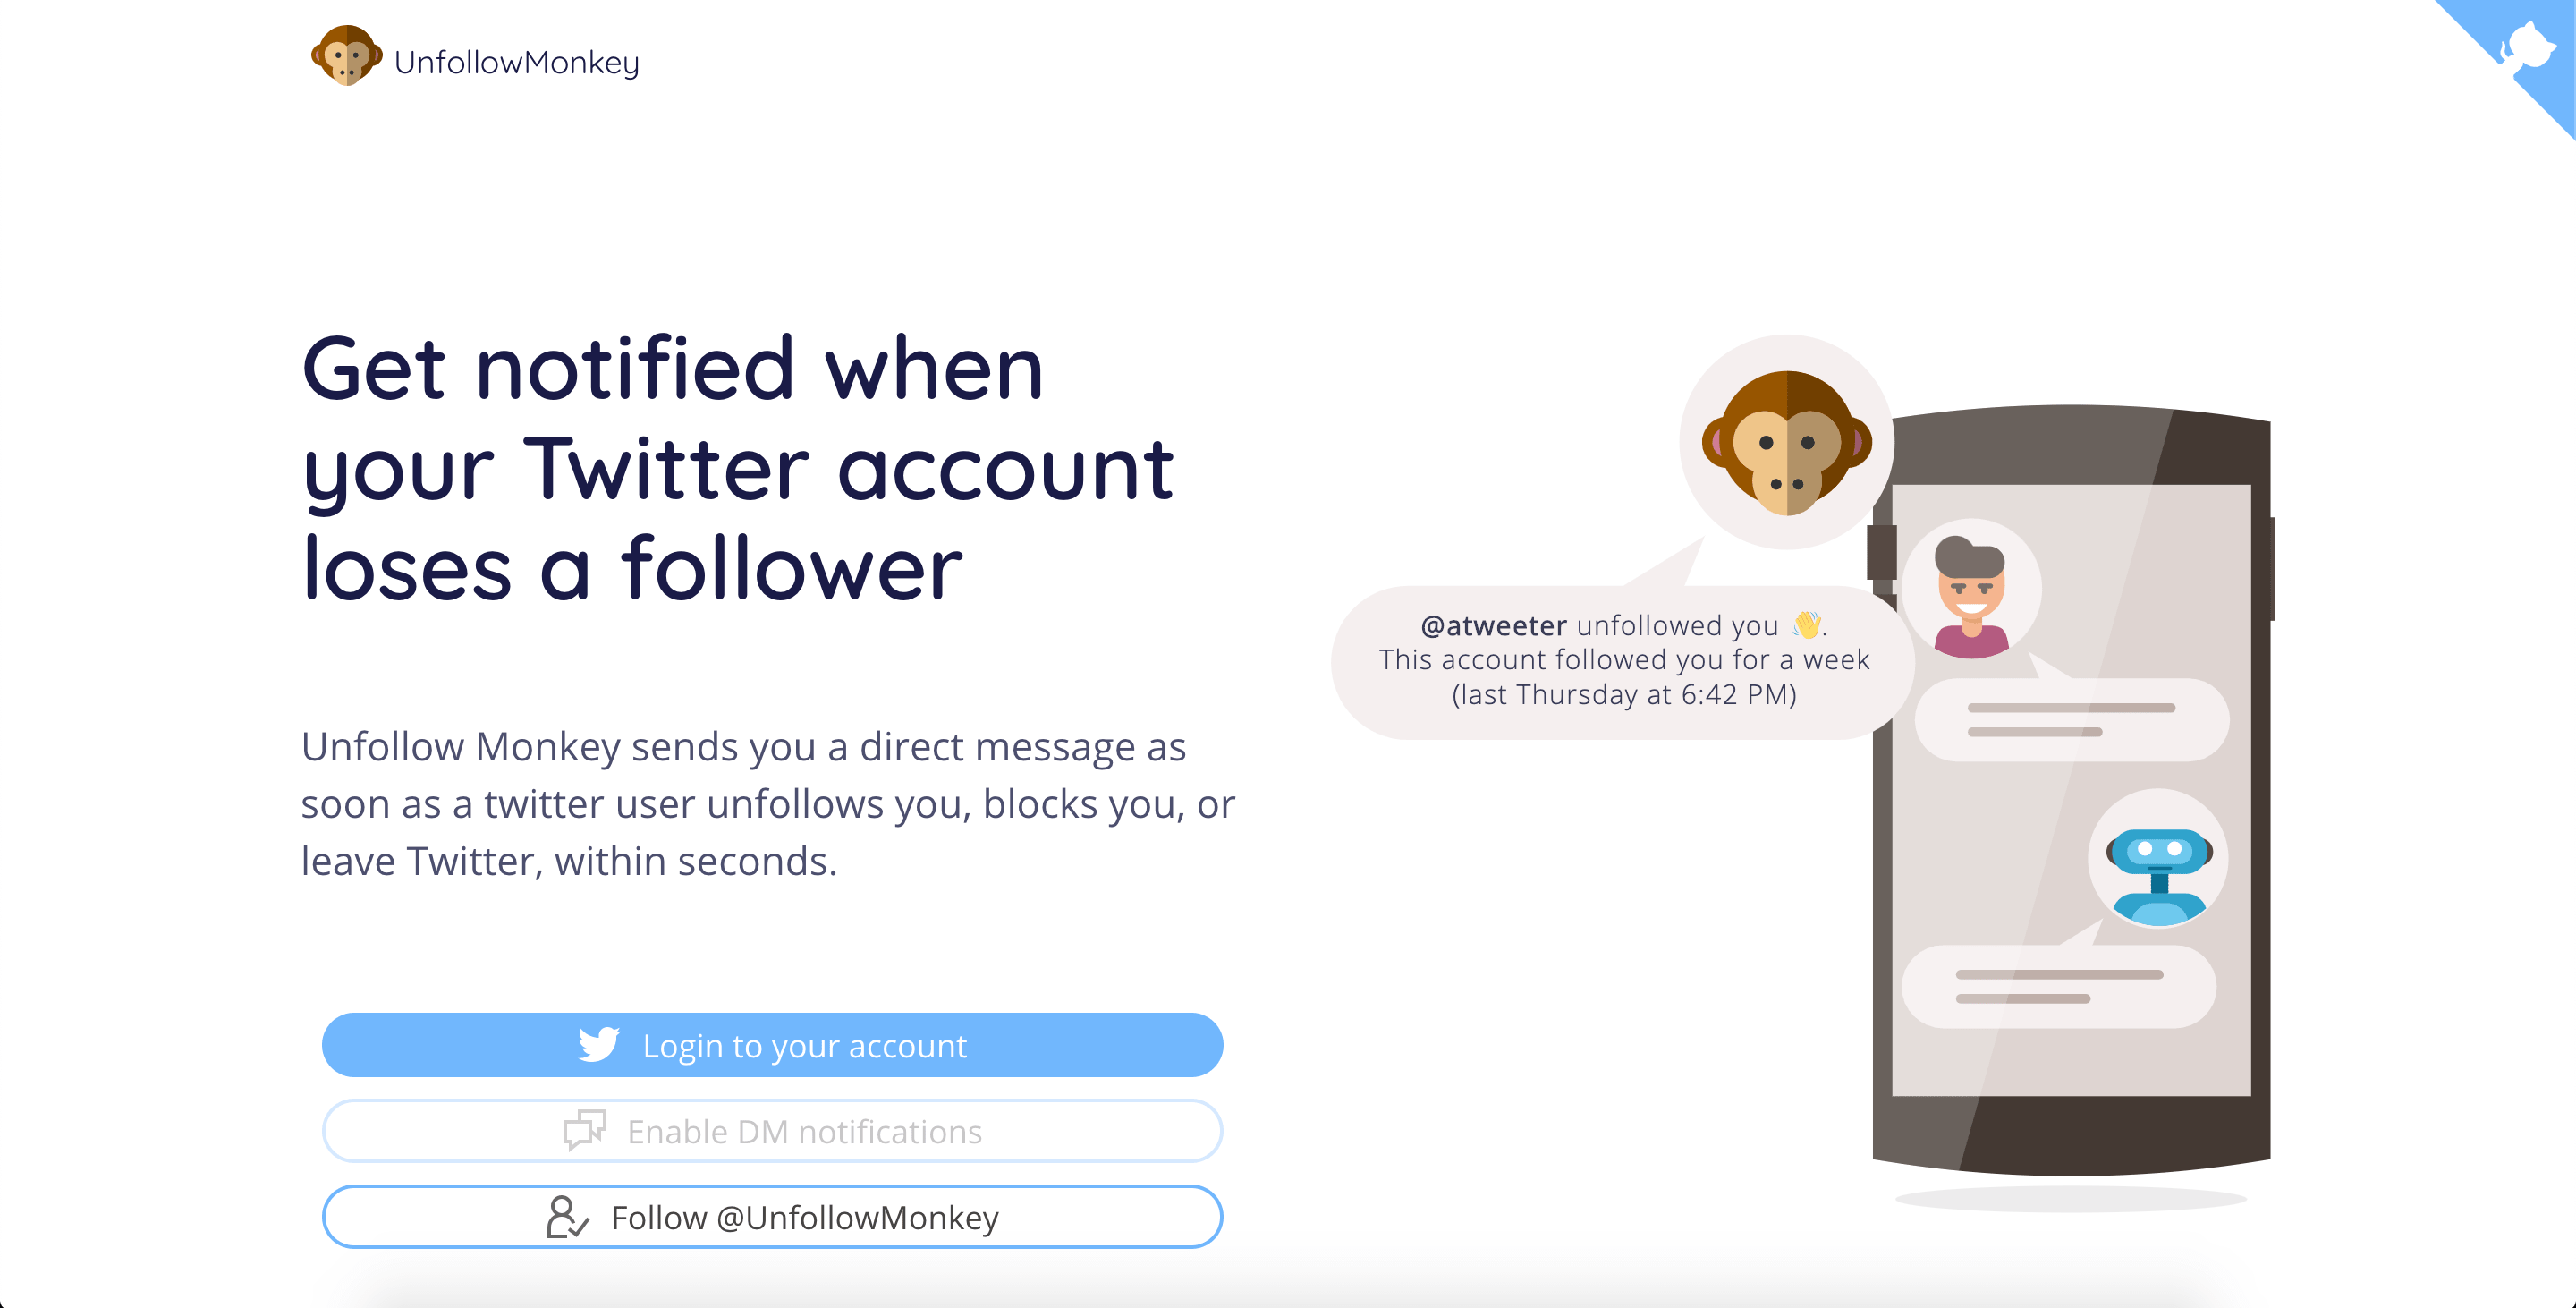 UnfollowMonkey
Get notified when
your Twitter account
loses a follower
Unfollow Monkey sends you a direct message as
soon as a twitter user unfollows you, blocks you, or
leave Twitter, within seconds.
Login to your account
Enable DM notifications
Follow @UnfollowMonkey
@atweeter unfollowed you 👋.
This account followed you for a week
(last Thursday at 6:42 PM)